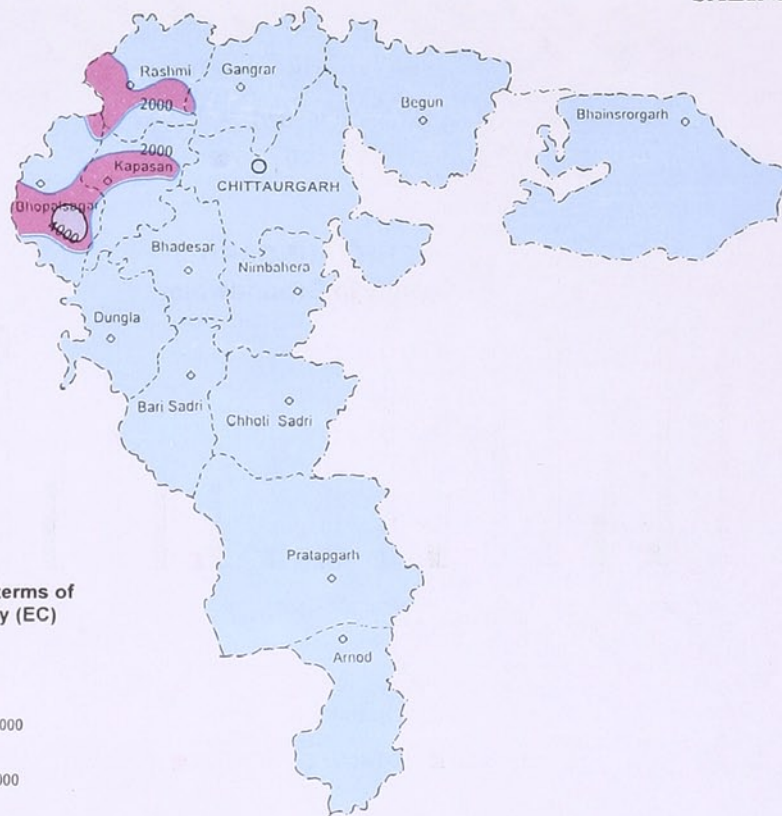 Rashmi
Gangrar
2000
Begun
Bhainsrorgarh
2000
Kapasan
CHITTAURGARH
Bhopalsagar
4000
Bhadesar
Nimbahera
Dungla
Bari Sadri
Chholi Sadri
Pratapgarh
terms of
y (EC)
Arnod
000
000